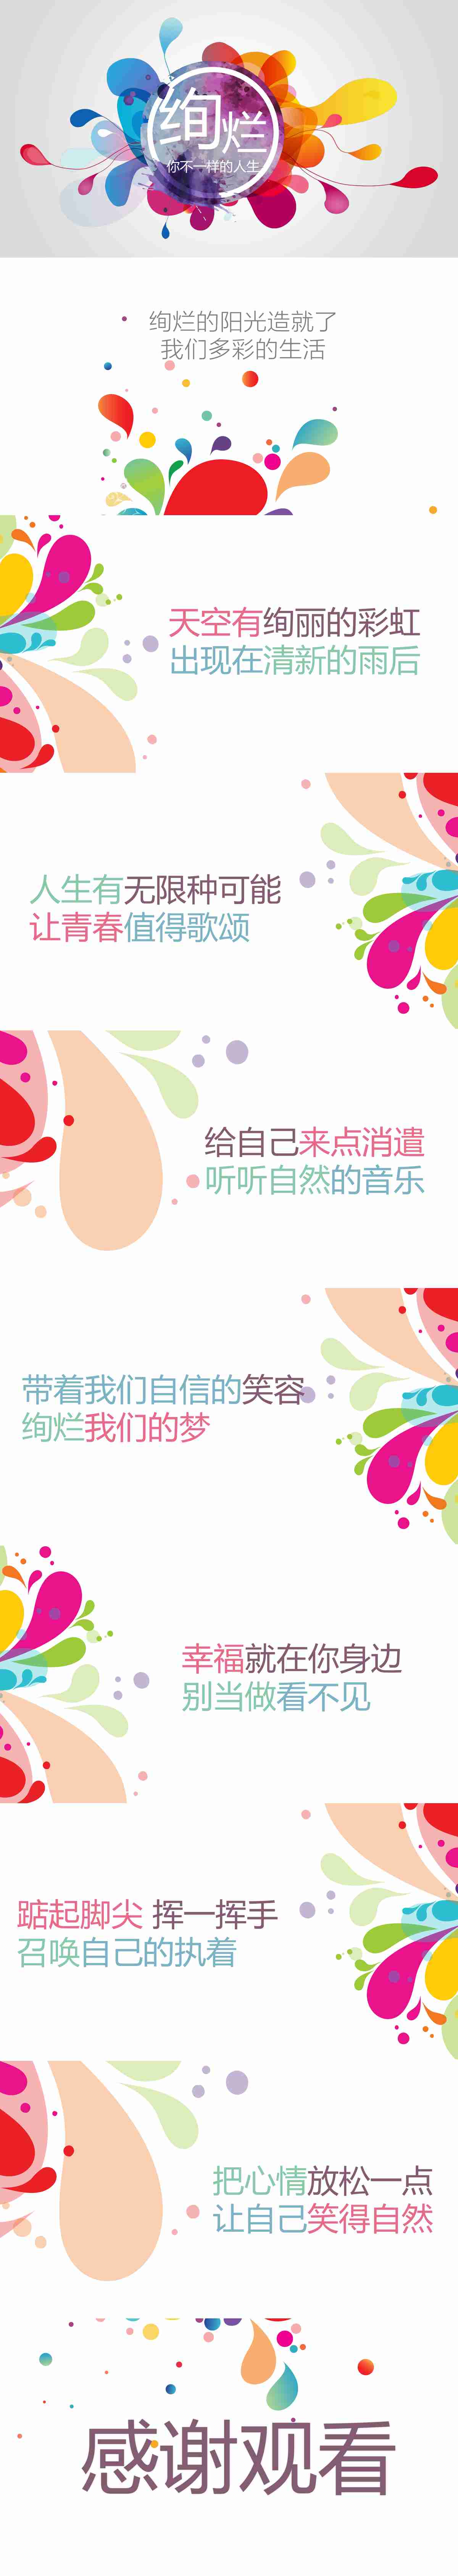 绚烂
你不一样的人生
绚烂的阳光造就了
我们多彩的生活
天空有绚丽的彩虹
出现在清新的雨后
人生有无限种可能
让青春值得歌颂
给自己来点消遣
听听自然的音乐
带着我们自信的笑容
绚烂我们的梦
幸福就在你身边
别当做看不见
踮起脚尖 挥一挥手
召唤自己的执着
把心情放松一点
让自己笑得自然
感谢观看